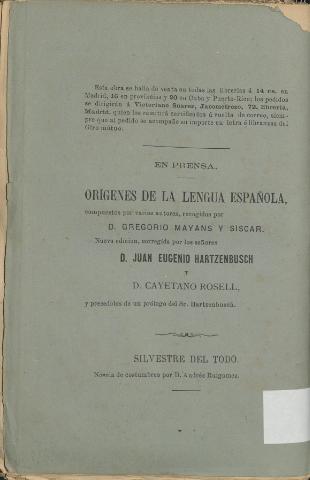 Esta obra se halla de venta en todas las librerías á 14 rs. en
Madrid, 16 en provincias y 20 en Cuba y Puerto-Rico; los pedidos
se dirigirán á Victoriano Suarez, Jacometrezo, 72, librería,
Madrid, quien los remitirá certificados á vuelta de correo, siem-
pre que al pedido se acompañe su importe en letra ó libranzas del
Giro mútuo.
EN PRENSA.
ORÍGENES DE LA LENGUA ESPAÑOLA,
compuestos por varios autores, recogidos por
D. GREGORIO MAYANS Y SISCAR.
Nueva edicion, corregida por los señores
D. JUAN EUGENIO HARTZENBUSCH
Y
D. CAYETANO ROSELL,
y precedidos de un prólogo del Sr. Hartzenbusch.
SILVESTRE DEL TODO.
Novela de costumbres por D. Andrés Ruigomez.